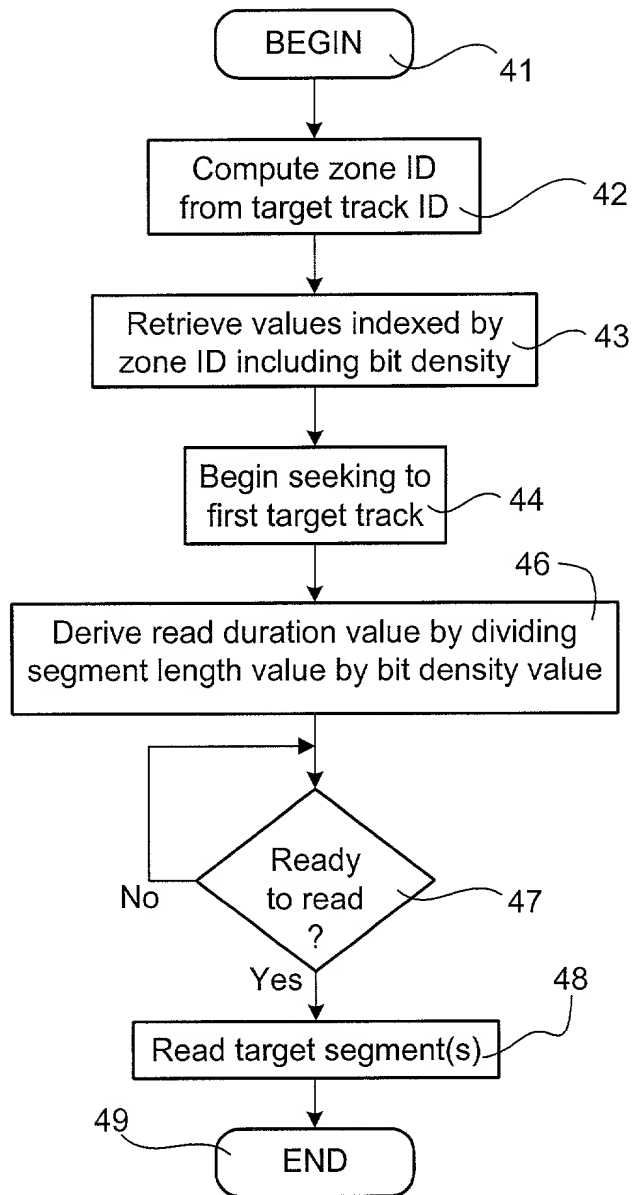 BEGIN
41
Compute zone ID
from target track ID
42
Retrieve values indexed by
zone ID including bit density
43
Begin seeking to
first target track
44
46
Derive read duration value by dividing
segment length value by bit density value
Ready
to read
?
47
No
Yes
48
Read target segment(s)
49
END